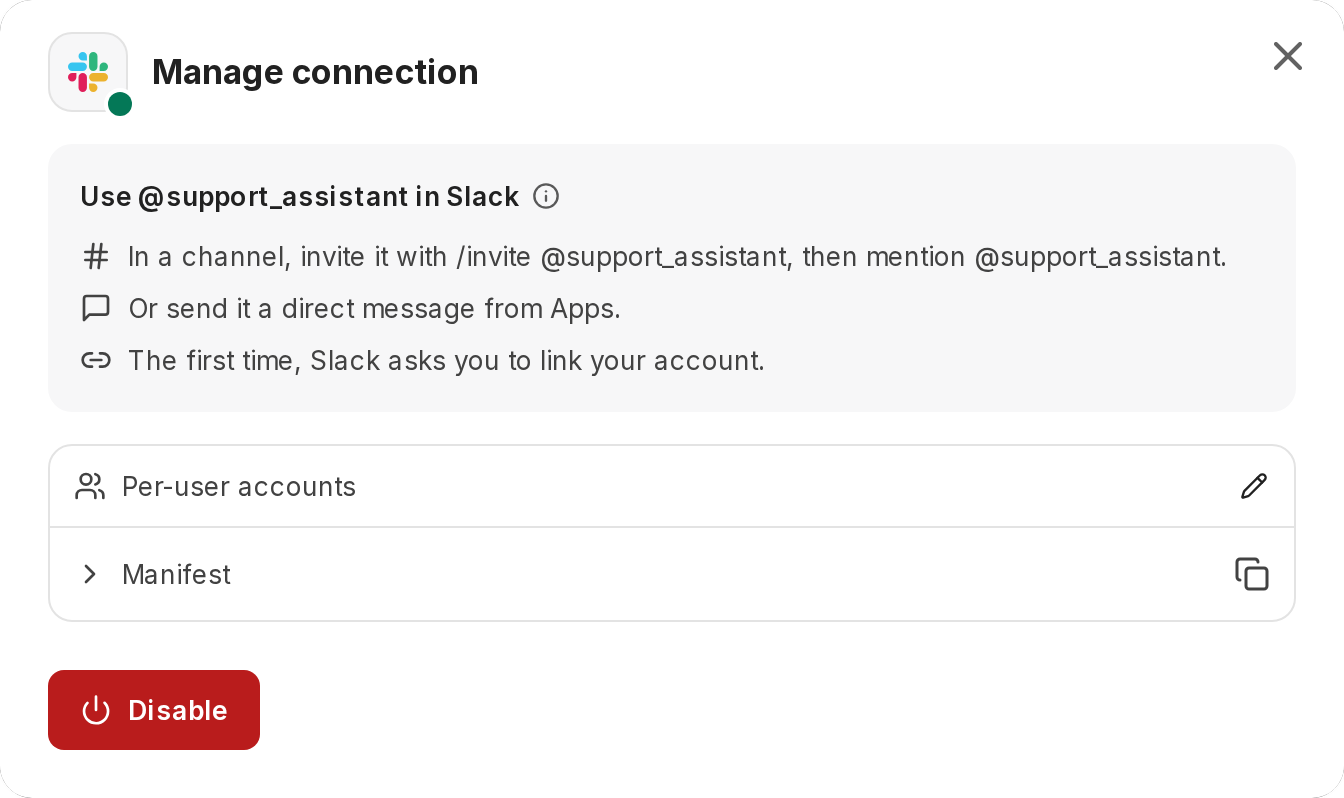 Manage connection
Use @support_assistant in Slack
In a channel, invite it with /invite @support_assistant, then mention @support_assistant.
Or send it a direct message from Apps.
The first time, Slack asks you to link your account.
Per-user accounts
Manifest
Disable